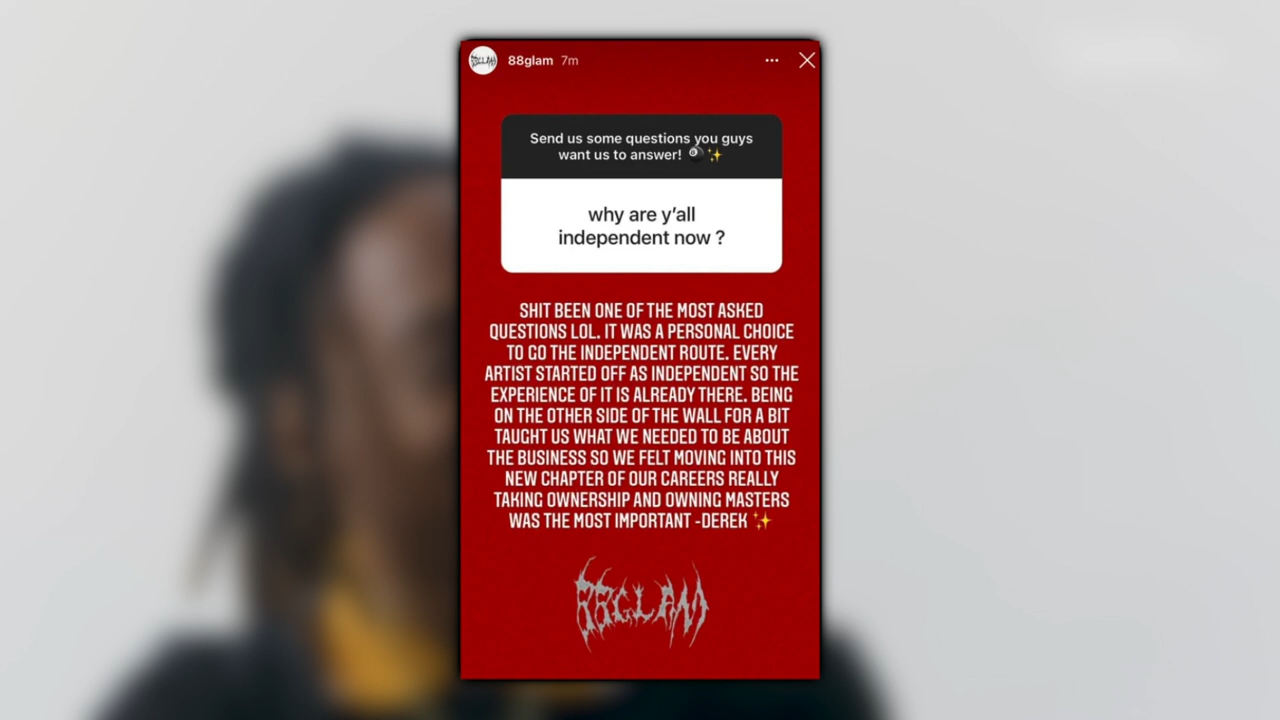 88glam 7m
Send us some questions you guys
want us to answer! 🎱✨
why are y’all
independent now ?
SHIT BEEN ONE OF THE MOST ASKED
QUESTIONS LOL. IT WAS A PERSONAL CHOICE
TO GO THE INDEPENDENT ROUTE. EVERY
ARTIST STARTED OFF AS INDEPENDENT SO THE
EXPERIENCE OF IT IS ALREADY THERE. BEING
ON THE OTHER SIDE OF THE WALL FOR A BIT
TAUGHT US WHAT WE NEEDED TO BE ABOUT
THE BUSINESS SO WE FELT MOVING INTO THIS
NEW CHAPTER OF OUR CAREERS REALLY
TAKING OWNERSHIP AND OWNING MASTERS
WAS THE MOST IMPORTANT -DEREK ✨
88GLAM